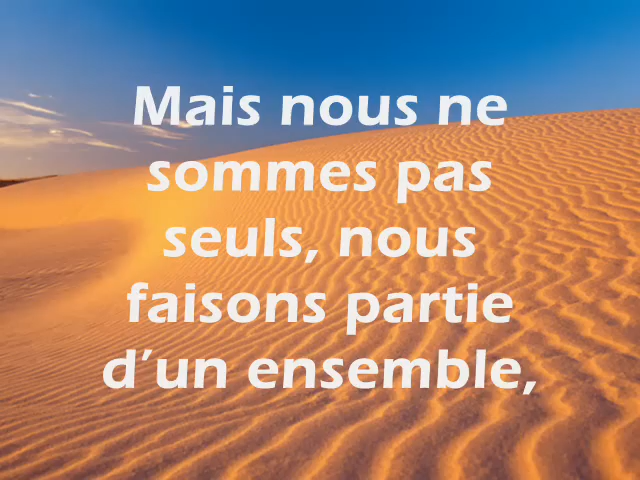 Mais nous ne
sommes pas
seuls, nous
faisons partie
d’un ensemble,